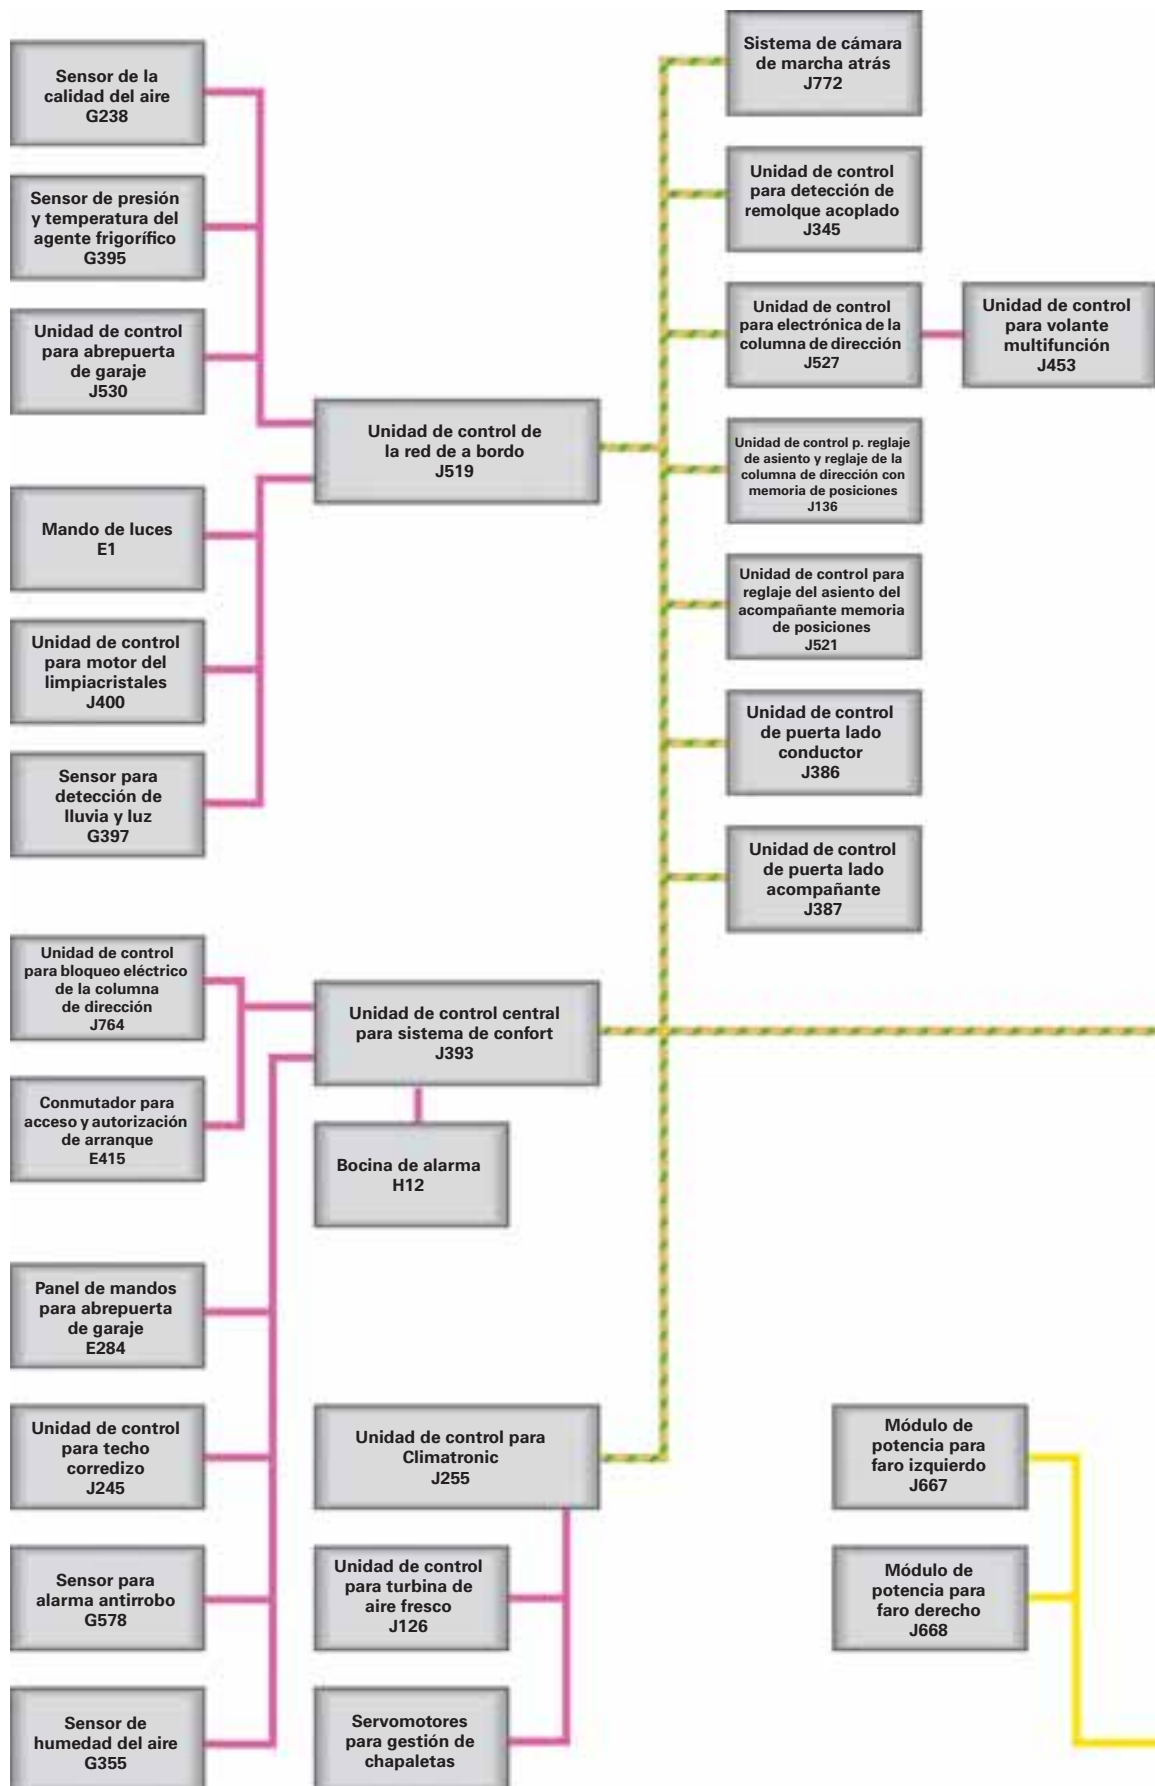 Sensor de la
calidad del aire
G238
Sensor de presión
y temperatura del
agente frigorífico
G395
Unidad de control
para abrepuerta
de garaje
J530
Mando de luces
E1
Unidad de control
para motor del
limpiacristales
J400
Sensor para
detección de
lluvia y luz
G397
Unidad de control de
la red de a bordo
J519
Sistema de cámara
de marcha atrás
J772
Unidad de control
para detección de
remolque acoplado
J345
Unidad de control
para electrónica de la
columna de dirección
J527
Unidad de control
para volante
multifunción
J453
Unidad de control p. reglaje
de asiento y reglaje de la
columna de dirección con
memoria de posiciones
J136
Unidad de control para
reglaje del asiento del
acompañante memoria
de posiciones
J521
Unidad de control
de puerta lado
conductor
J386
Unidad de control
de puerta lado
acompañante
J387
Unidad de control
para bloqueo eléctrico
de la columna
de dirección
J764
Conmutador para
acceso y autorización
de arranque
E415
Unidad de control central
para sistema de confort
J393
Bocina de alarma
H12
Panel de mandos
para abrepuerta
de garaje
E284
Unidad de control
para techo
corredizo
J245
Sensor para
alarma antirrobo
G578
Sensor de
humedad del aire
G355
Unidad de control para
Climatronic
J255
Unidad de control
para turbina de
aire fresco
J126
Servomotores
para gestión de
chapaletas
Módulo de
potencia para
faro izquierdo
J667
Módulo de
potencia para
faro derecho
J668